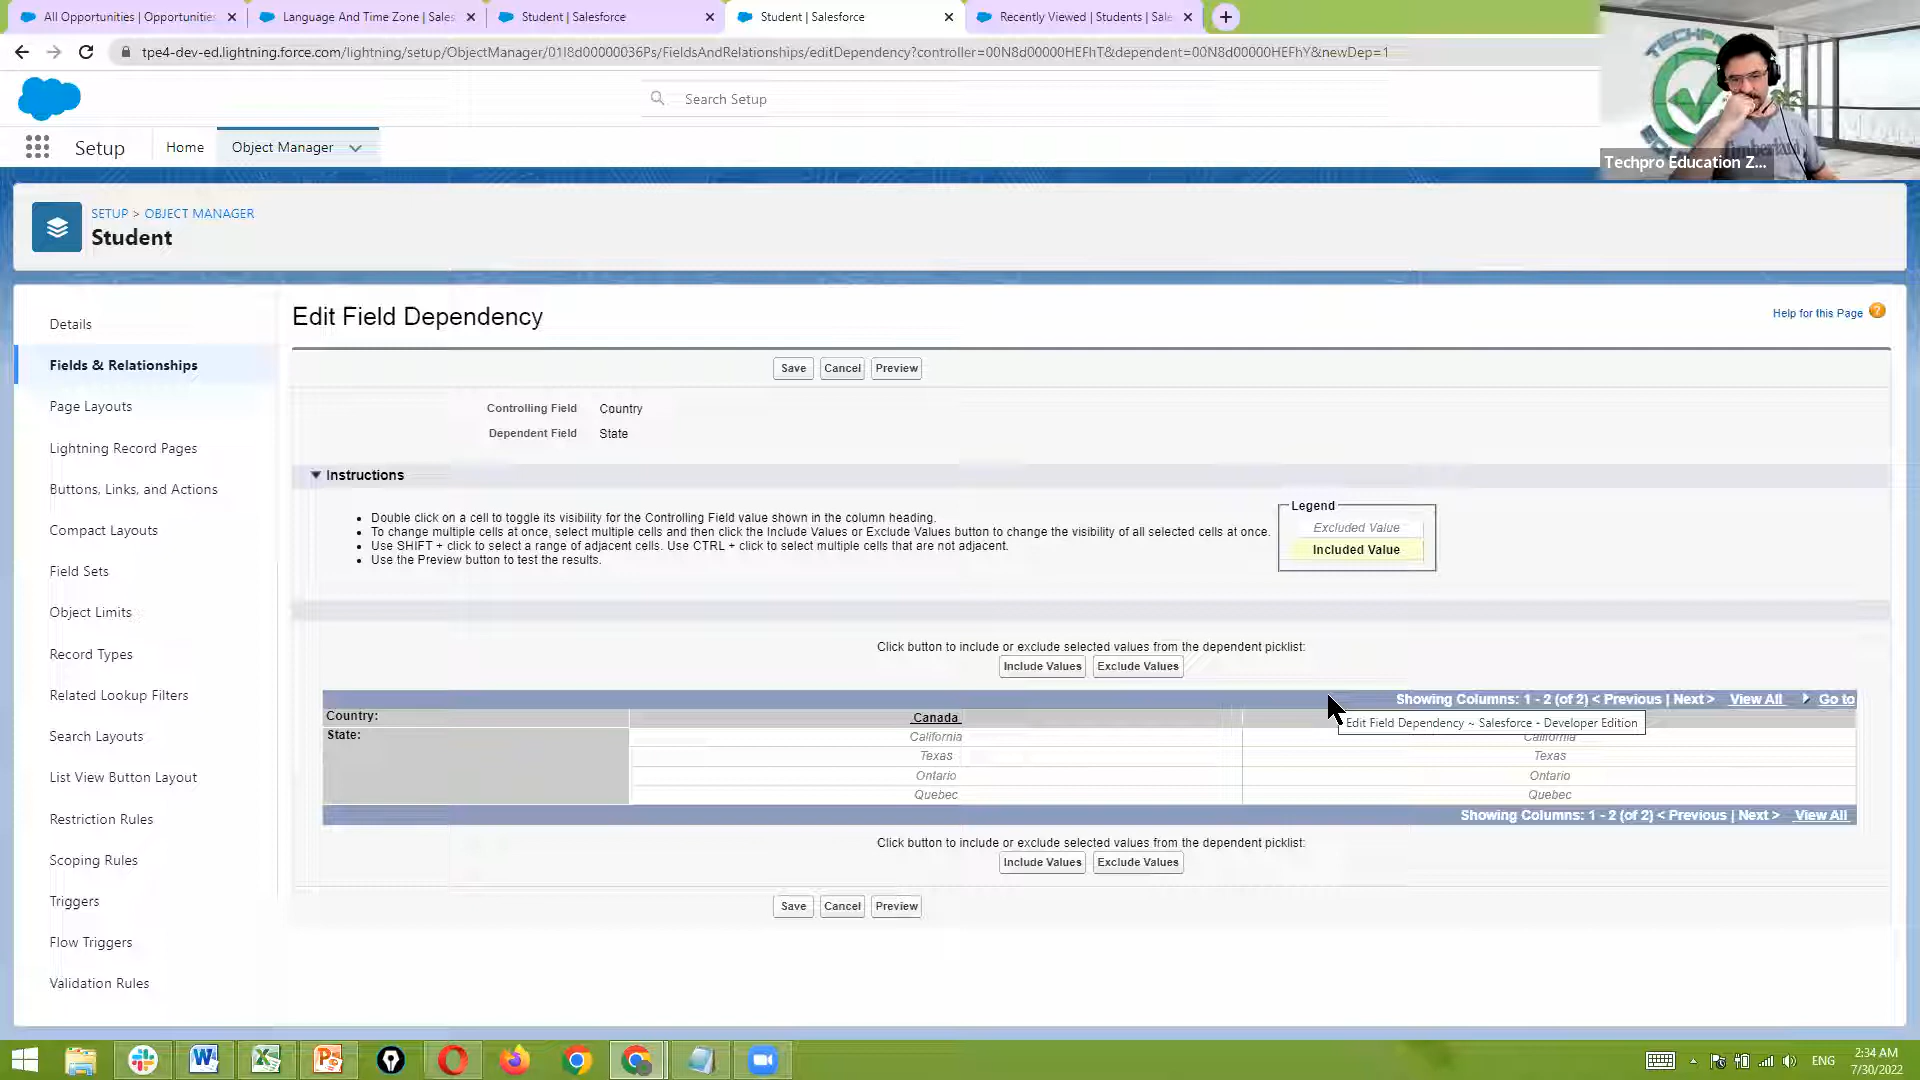 All Opportunities | Opportunities
Language And Time Zone | Sales
Student | Salesforce
Student | Salesforce
Recently Viewed | Students | Sale
tpe4-dev-ed.lightning.force.com/lightning/setup/ObjectManager/01I8d00000036Ps/FieldsAndRelationships/editDependency?controller=00N8d00000HEFhT&dependent=00N8d00000HEFhY&newDep=1
Search Setup
Setup
Home
Object Manager
Techpro Education Z...
SETUP > OBJECT MANAGER
Student
Details
Fields & Relationships
Page Layouts
Lightning Record Pages
Buttons, Links, and Actions
Compact Layouts
Field Sets
Object Limits
Record Types
Related Lookup Filters
Search Layouts
List View Button Layout
Restriction Rules
Scoping Rules
Triggers
Flow Triggers
Validation Rules
Edit Field Dependency
Help for this Page
Save Cancel Preview
Controlling Field Country
Dependent Field State
Instructions
Double click on a cell to toggle its visibility for the Controlling Field value shown in the column heading.
To change multiple cells at once, select multiple cells and then click the Include Values or Exclude Values button to change the visibility of all selected cells at once.
Use SHIFT + click to select a range of adjacent cells. Use CTRL + click to select multiple cells that are not adjacent.
Use the Preview button to test the results.
Legend
Excluded Value
Included Value
Click button to include or exclude selected values from the dependent picklist:
Include Values Exclude Values
Showing Columns: 1 - 2 (of 2) < Previous | Next > View All Go to
Country: Canada
Edit Field Dependency ~ Salesforce - Developer Edition
State: California California
Texas Texas
Ontario Ontario
Quebec Quebec
Showing Columns: 1 - 2 (of 2) < Previous | Next > View All
Click button to include or exclude selected values from the dependent picklist:
Include Values Exclude Values
Save Cancel Preview
ENG
2:34 AM
7/30/2022